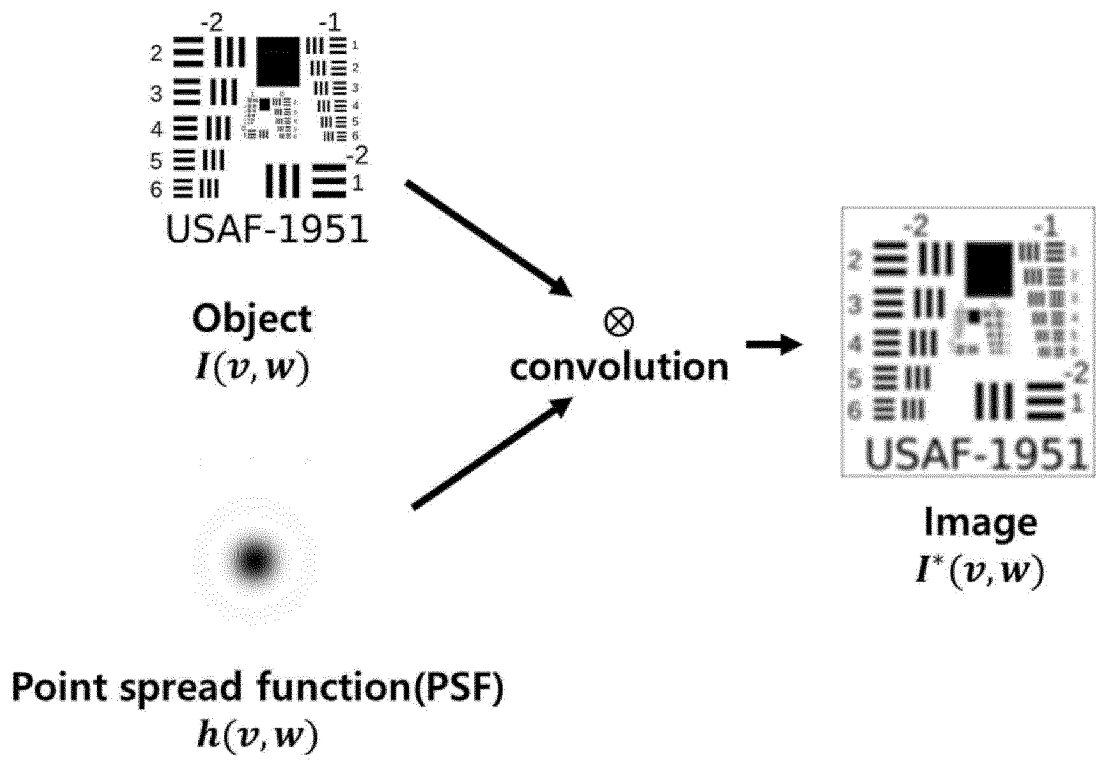 -2 -1
2 1
2
3 3
4 4
5
5 6
-2
6 1
USAF-1951
Object
I(v, w)
⊗
convolution
Point spread function(PSF)
h(v, w)
-2 -1
2
3
4
-2
5 1
6
USAF-1951
Image
I*(v, w)